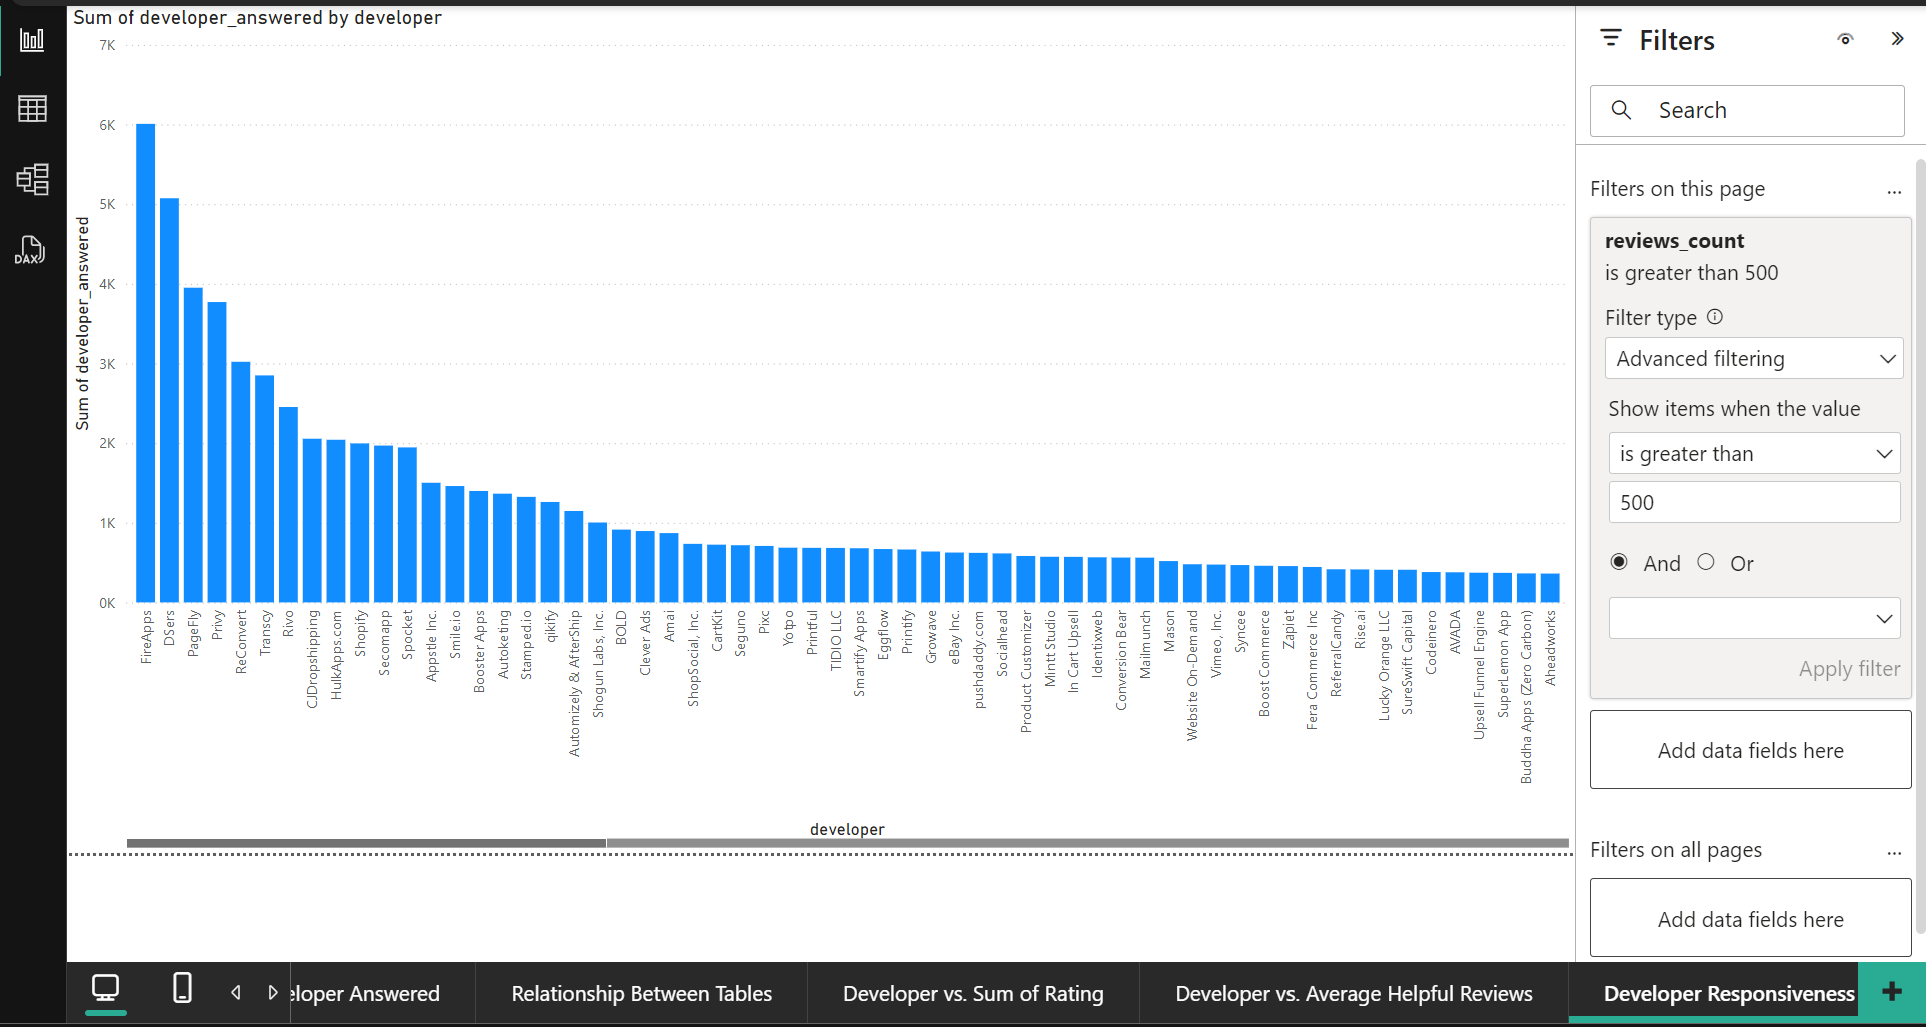 Sum of developer_answered by developer
7K
6K
5K
4K
3K
2K
1K
0K
Sum of developer_answered
FireApps
DSers
PageFly
Privy
ReConvert
Transcy
Rivo
CJDropshipping
HulkApps.com
Shopify
Secomapp
Spocket
Appstle Inc.
Smile.io
Booster Apps
Autoketing
Stamped.io
qikify
Automizely & AfterShip
Shogun Labs, Inc.
BOLD
Clever Ads
Amai
ShopSocial, Inc.
CartKit
Seguno
Pixc
Yotpo
Printful
TIDIO LLC
Smartify Apps
Eggflow
Printify
Growave
eBay Inc.
pushdaddy.com
Socialhead
Product Customizer
Mintt Studio
In Cart Upsell
Identixweb
Conversion Bear
Mailmunch
Mason
Website On-Demand
Vimeo, Inc.
Syncee
Boost Commerce
Zapiet
Fera Commerce Inc
ReferralCandy
Rise.ai
Lucky Orange LLC
SureSwift Capital
Codeinero
AVADA
Upsell Funnel Engine
SuperLemon App
Buddha Apps (Zero Carbon)
Aheadworks
developer
Filters
Search
Filters on this page
...
reviews_count
is greater than 500
Filter type
Advanced filtering
Show items when the value
is greater than
500
And Or
Apply filter
Add data fields here
Filters on all pages
...
Add data fields here
DAX
eloper Answered
Relationship Between Tables
Developer vs. Sum of Rating
Developer vs. Average Helpful Reviews
Developer Responsiveness